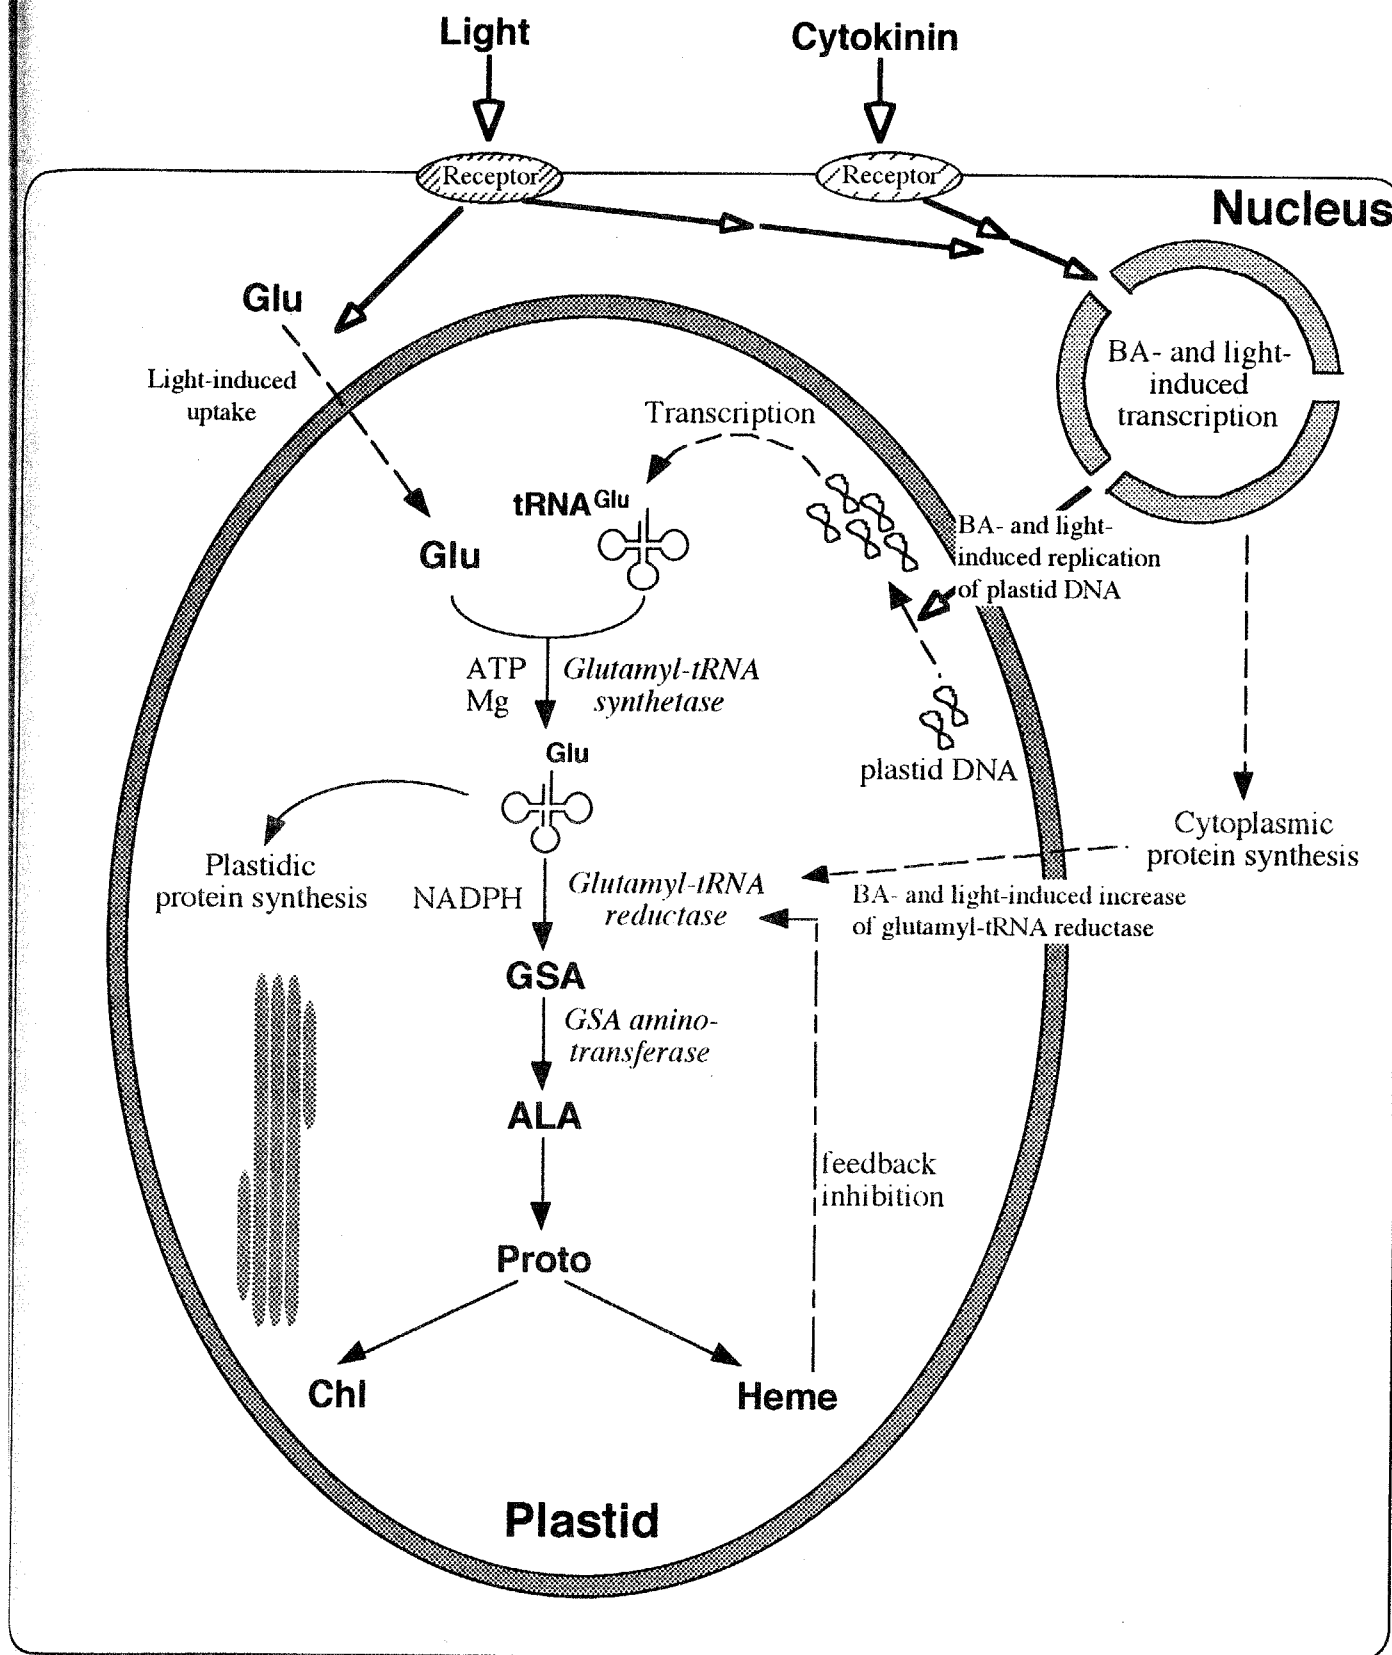 Light
Cytokinin
Receptor
Receptor
Nucleus
Glu
Light-induced
uptake
BA- and light-
induced
transcription
Transcription
tRNA Glu
Glu
BA- and light-
induced replication
of plastid DNA
ATP
Mg
Glutamyl-tRNA
synthetase
Glu
plastid DNA
Cytoplasmic
protein synthesis
Plastidic
protein synthesis
NADPH
Glutamyl-tRNA
reductase
BA- and light-induced increase
of glutamyl-tRNA reductase
GSA
GSA amino-
transferase
ALA
feedback
inhibition
Proto
Chl
Heme
Plastid